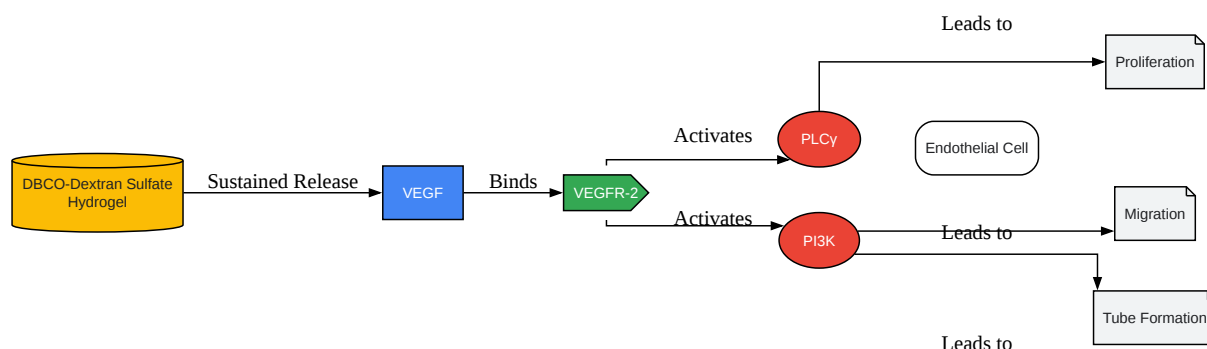 Leads to
Proliferation
Activates
PLCγ
Endothelial Cell
DBCO-Dextran Sulfate
Hydrogel
Sustained Release
VEGF
Binds
VEGFR-2
Activates
PI3K
Leads to
Migration
Tube Formation
Leads to